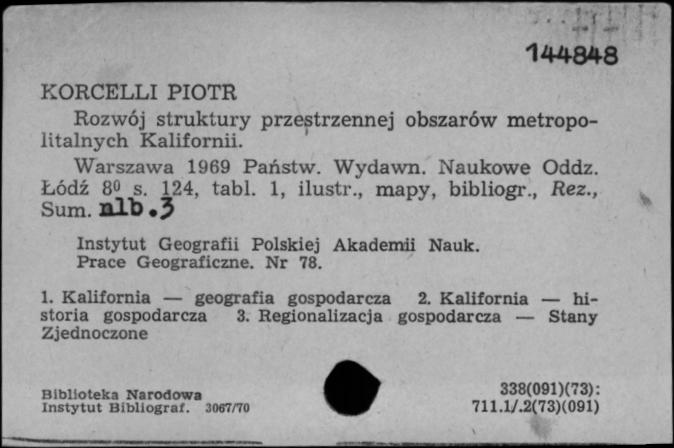 144848
KORCELLI PIOTR
Rozwój struktury przestrzennej obszarów metropo-
litalnych Kalifornii.
Warszawa 1969 Państw. Wydawn. Naukowe Oddz.
Łódź 8⁰ s. 124, tabl. 1, ilustr., mapy, bibliogr., Rez.,
Sum. nlb.3
Instytut Geografii Polskiej Akademii Nauk.
Prace Geograficzne. Nr 78.
1. Kalifornia — geografia gospodarcza 2. Kalifornia — hi-
storia gospodarcza 3. Regionalizacja gospodarcza — Stany
Zjednoczone
338(091)(73):
Biblioteka Narodowa
Instytut Bibliograf. 3067/70
711.1/.2(73)(091)